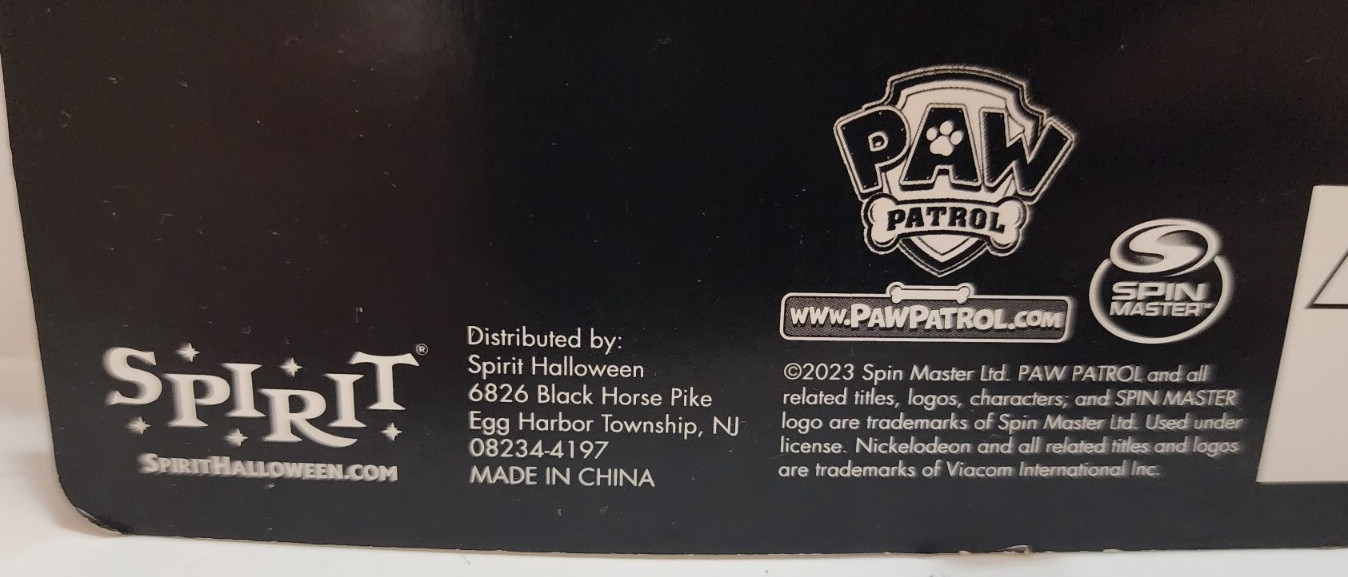 SPIRIT®
SPIRITHALLOWEEN.COM
Distributed by:
Spirit Halloween
6826 Black Horse Pike
Egg Harbor Township, NJ
08234-4197
MADE IN CHINA
PAW
PATROL
WWW.PAWPATROL.COM
SPIN
MASTER™
©2023 Spin Master Ltd. PAW PATROL and all
related titles, logos, characters; and SPIN MASTER
logo are trademarks of Spin Master Ltd. Used under
license. Nickelodeon and all related titles and logos
are trademarks of Viacom International Inc.